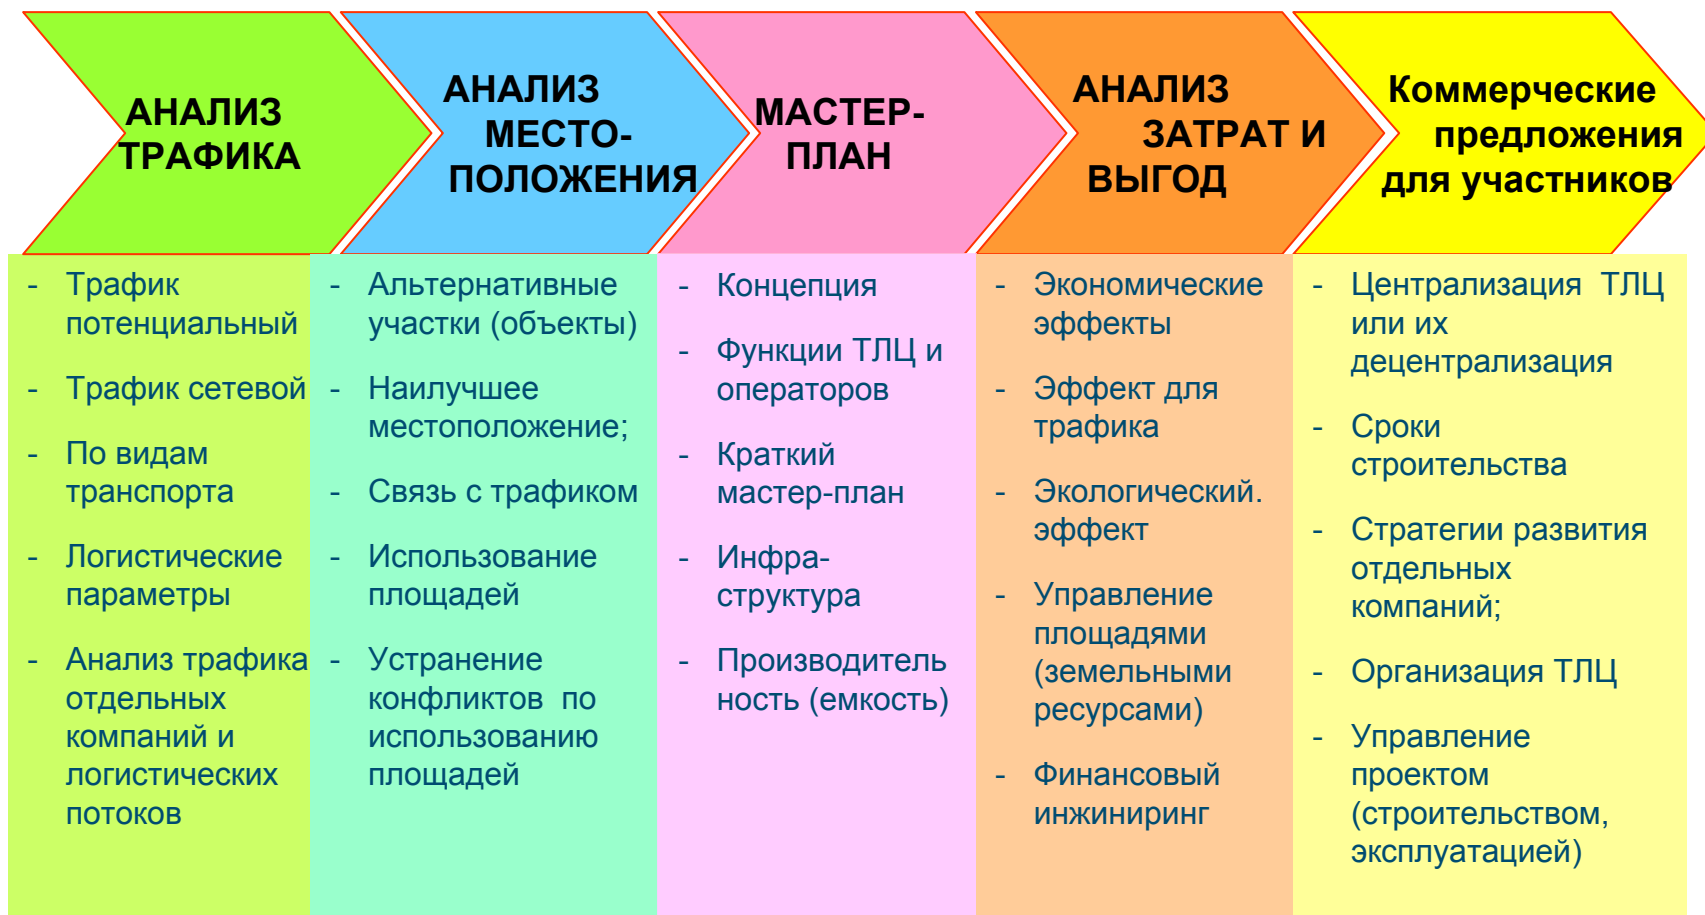 АНАЛИЗ
ТРАФИКА
АНАЛИЗ
МЕСТО-
ПОЛОЖЕНИЯ
МАСТЕР-
ПЛАН
АНАЛИЗ
ЗАТРАТ И
ВЫГОД
Коммерческие
предложения
для участников
- Трафик
потенциальный
- Трафик сетевой
- По видам
транспорта
- Логистические
параметры
- Анализ трафика
отдельных
компаний и
логистических
потоков
- Альтернативные
участки (объекты)
- Наилучшее
местоположение;
- Связь с трафиком
- Использование
площадей
- Устранение
конфликтов по
использованию
площадей
- Концепция
- Функции ТЛЦ и
операторов
- Краткий
мастер-план
- Инфра-
структура
- Производитель
ность (емкость)
- Экономические
эффекты
- Эффект для
трафика
- Экологический.
эффект
- Управление
площадями
(земельными
ресурсами)
- Финансовый
инжиниринг
- Централизация ТЛЦ
или их
децентрализация
- Сроки
строительства
- Стратегии развития
отдельных
компаний;
- Организация ТЛЦ
- Управление
проектом
(строительством,
эксплуатацией)